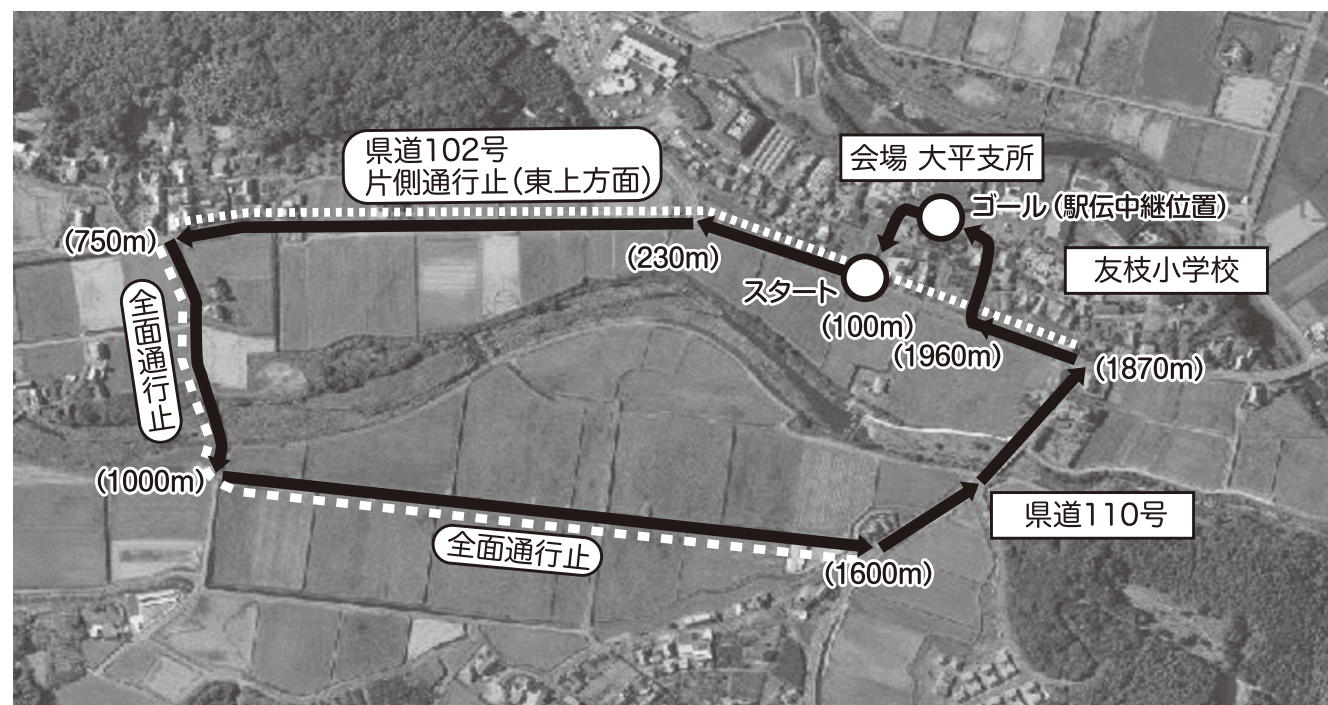 県道102号
片側通行止(東上方面)
会場 大平支所
ゴール(駅伝中継位置)
友枝小学校
(750m)
(230m)
スタート
(100m)
(1960m)
(1870m)
全面通行止
(1000m)
県道110号
全面通行止
(1600m)